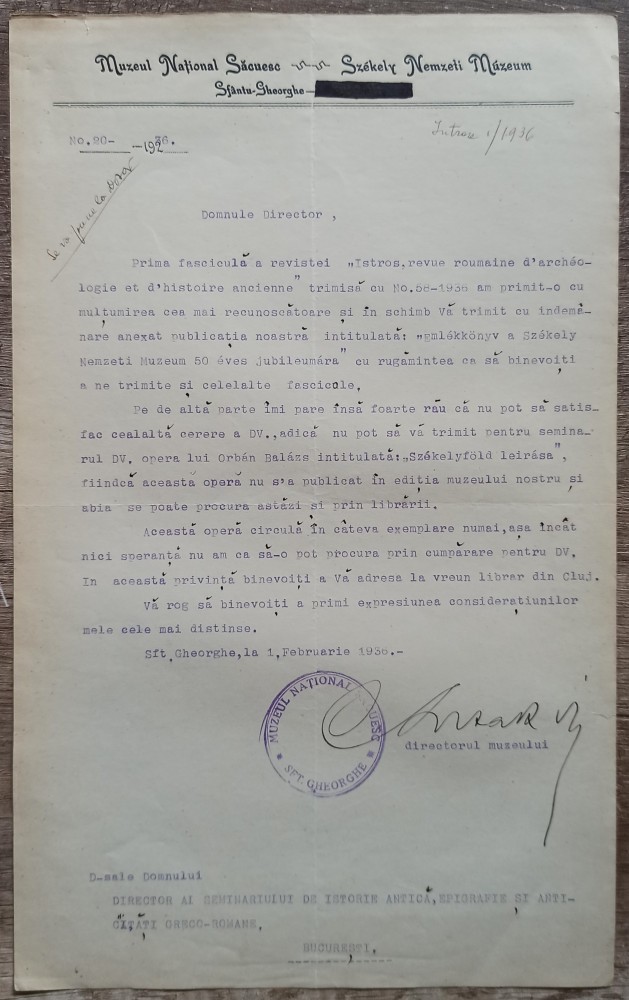 Muzeul Național Săcuesc Székely Nemzeti Múzeum
Sfântu-Gheorghe—
No. 20- —1936.
Intrare 1/1936
Se va pune la
Domnule Director,
Prima fasciculă a revistei „Istros, revue roumaine d'archéo-
logie et d'histoire ancienne" trimisă cu No.58-1936 am primit-o cu
mulțumirea cea mai recunoscătoare și în schimb Vă trimit cu îndemâ-
nare anexat publicația noastră intitulată: „Emlékkönyv a Székely
Nemzeti Muzeum 50 éves jubileumára" cu rugămintea ca să binevoiți
a ne trimite și celelalte fascicole.
Pe de altă parte îmi pare însă foarte rău că nu pot să satis-
fac cealaltă cerere a DV., adică nu pot să vă trimit pentru semina-
rul DV. opera lui Orbán Balázs intitulată:„Székelyföld leirása",
fiindcă această operă nu s'a publicat în ediția muzeului nostru și
abia se poate procura astăzi și prin librării.
Această operă circulă în câteva exemplare numai, așa încât
nici speranță nu am ca să-o pot procura prin cumpărare pentru DV.
In această privință binevoiți a Vă adresa la vreun librar din Cluj.
Vă rog să binevoiți a primi expresiunea considerațiunilor
mele cele mai distinse.
Sft. Gheorghe, la 1. Februarie 1936.-
MUZEUL NAȚIONAL SĂCUESC
* SFT. GHEORGHE *
directorul muzeului
D-sale Domnului
DIRECTOR AL SEMINARIULUI DE ISTORIE ANTICĂ, EPIGRAFIE ȘI ANTI-
CITĂȚI GRECO-ROMANE,
BUCUREȘTI.